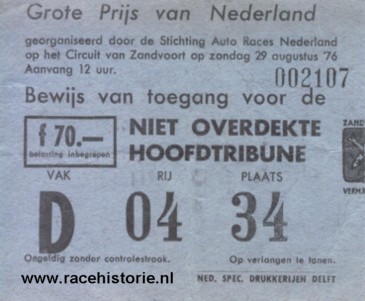 Grote Prijs van Nederland
georganiseerd door de Stichting Auto Races Nederland
op het Circuit van Zandvoort op zondag 29 augustus '76
Aanvang 12 uur.
002107
Bewijs van toegang voor de
f 70.—
belasting inbegrepen
NIET OVERDEKTE
HOOFDTRIBUNE
ZAND
VERMA
VAK RIJ PLAATS
D 04 34
Ongeldig zonder controlestrook. Op verlangen te tonen.
www.racehistorie.nl
NED. SPEC. DRUKKERIJEN DELFT